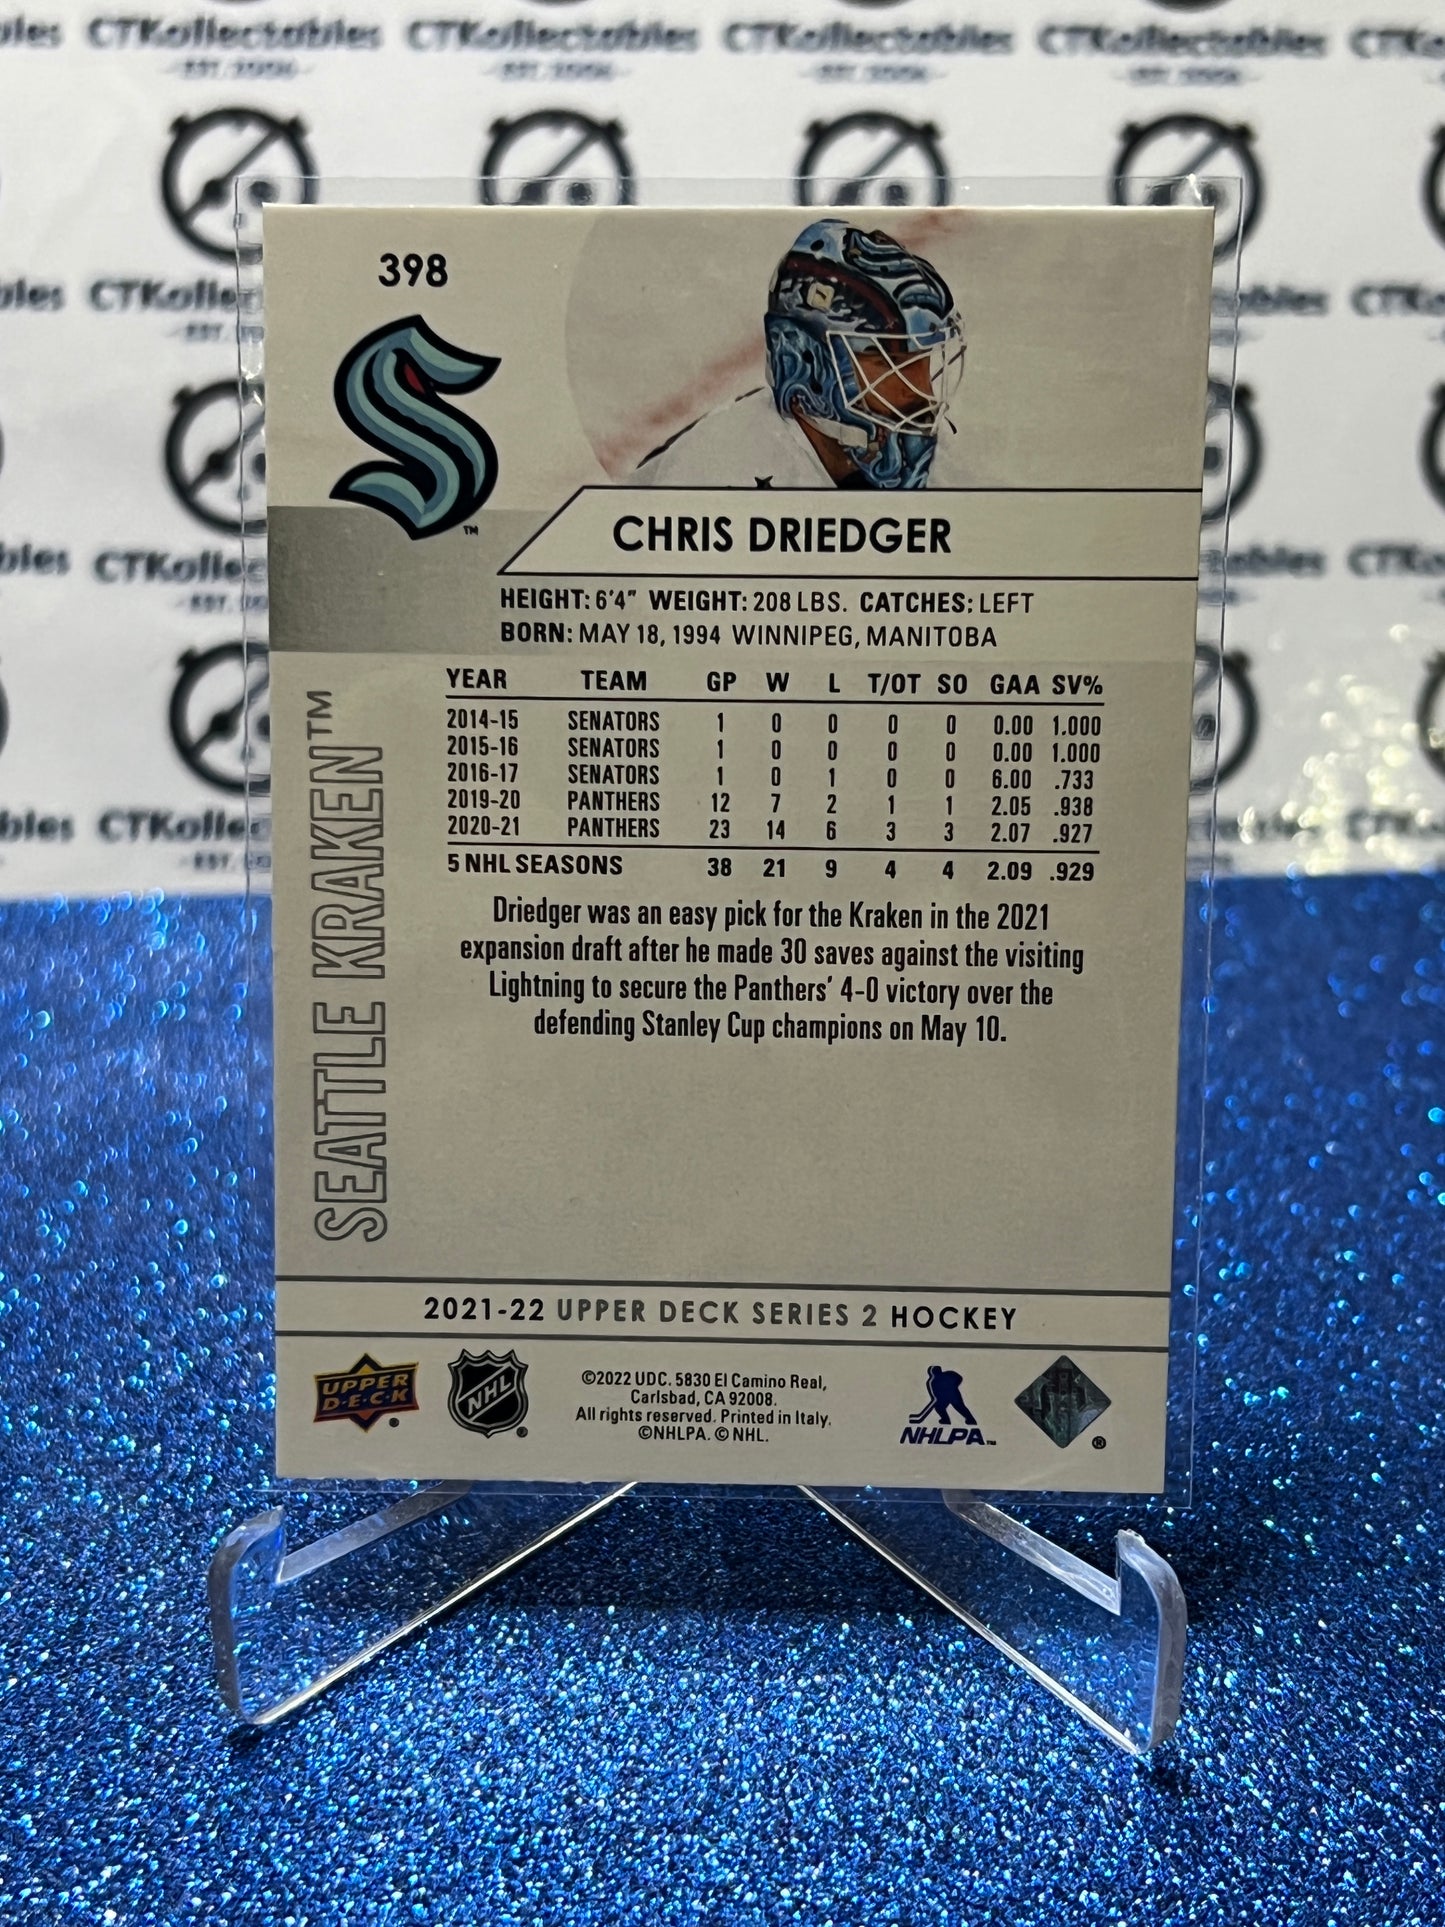 CTKollectables CTKollectables CTKollectables CTKollectables
398
TM
CHRIS DRIEDGER
HEIGHT: 6'4" WEIGHT: 208 LBS. CATCHES: LEFT
BORN: MAY 18, 1994 WINNIPEG, MANITOBA
YEAR TEAM GP W L T/OT SO GAA SV%
2014-15 SENATORS 1 0 0 0 0 0.00 1.000
2015-16 SENATORS 1 0 0 0 0 0.00 1.000
2016-17 SENATORS 1 0 1 0 0 6.00 .733
2019-20 PANTHERS 12 7 2 1 1 2.05 .938
2020-21 PANTHERS 23 14 6 3 3 2.07 .927
5 NHL SEASONS 38 21 9 4 4 2.09 .929
Driedger was an easy pick for the Kraken in the 2021
expansion draft after he made 30 saves against the visiting
Lightning to secure the Panthers' 4-0 victory over the
defending Stanley Cup champions on May 10.
SEATTLE KRAKEN™
2021-22 UPPER DECK SERIES 2 HOCKEY
UPPER
D·E·C·K
®
NHL
®
©2022 UDC. 5830 El Camino Real,
Carlsbad, CA 92008.
All rights reserved. Printed in Italy.
©NHLPA. © NHL.
NHLPA™
®